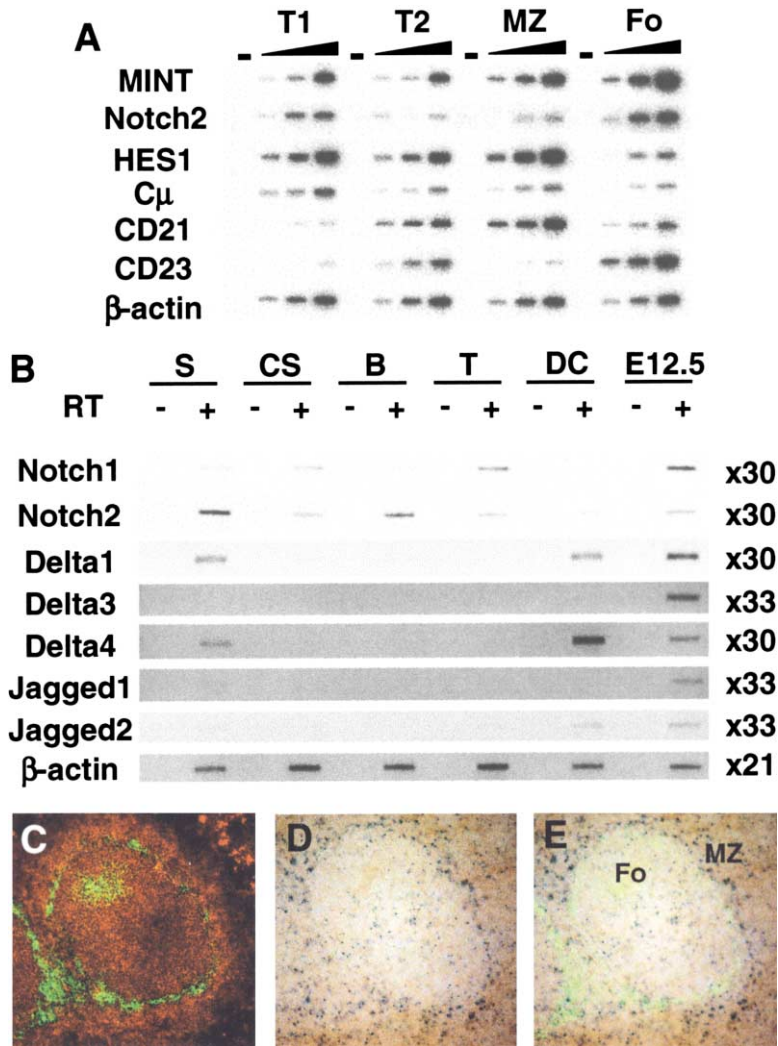 A
T1 T2 MZ Fo
- - - -
MINT
Notch2
HES1
Cμ
CD21
CD23
β-actin
B
S CS B T DC E12.5
RT - + - + - + - + - + - +
Notch1 x30
Notch2 x30
Delta1 x30
Delta3 x33
Delta4 x30
Jagged1 x33
Jagged2 x33
β-actin x21
C D E
Fo MZ